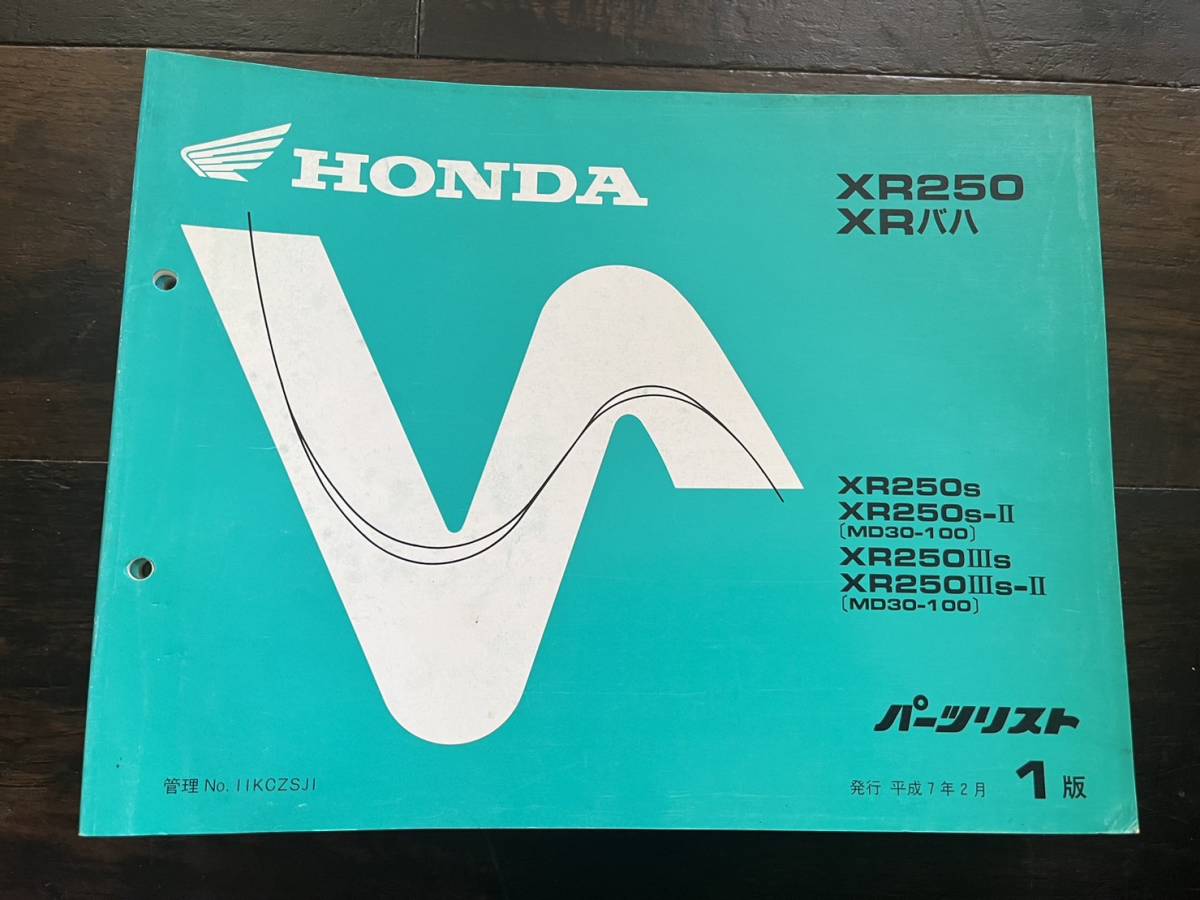 HONDA
XR250
XRバハ
XR250s
XR250s-Ⅱ
〔MD30-100〕
XR250Ⅲs
XR250Ⅲs-Ⅱ
〔MD30-100〕
パーツリスト
管理 No. 11KCZSJ1
発行 平成7年2月 1版